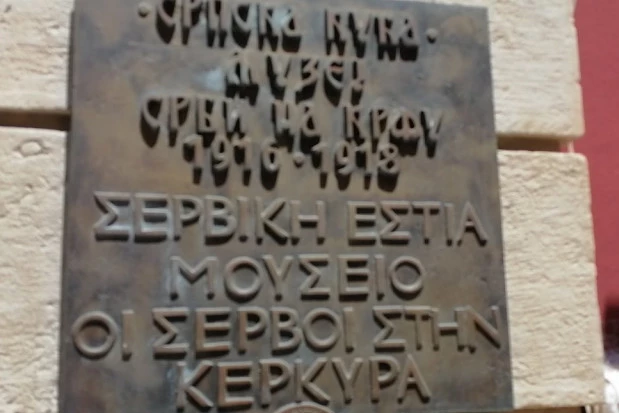 ·СРПСКА КУЋА·
МУЗЕЈ
СРБИ НА КРФУ
1916·1918
ΣΕΡΒΙΚΗ ΕΣΤΙΑ
ΜΟΥΣΕΙΟ
ΟΙ ΣΕΡΒΟΙ ΣΤΗΝ
ΚΕΡΚΥΡΑ